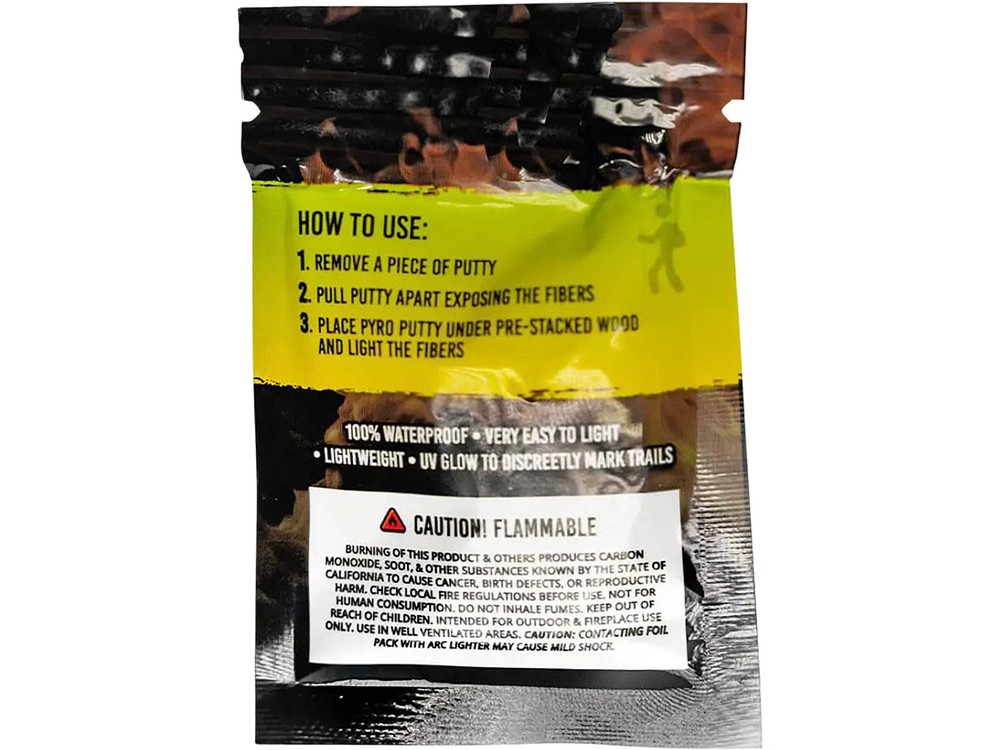 HOW TO USE:
1. REMOVE A PIECE OF PUTTY
2. PULL PUTTY APART EXPOSING THE FIBERS
3. PLACE PYRO PUTTY UNDER PRE-STACKED WOOD
AND LIGHT THE FIBERS
100% WATERPROOF • VERY EASY TO LIGHT
• LIGHTWEIGHT • UV GLOW TO DISCREETLY MARK TRAILS
CAUTION! FLAMMABLE
BURNING OF THIS PRODUCT & OTHERS PRODUCES CARBON
MONOXIDE, SOOT, & OTHER SUBSTANCES KNOWN BY THE STATE OF
CALIFORNIA TO CAUSE CANCER, BIRTH DEFECTS, OR REPRODUCTIVE
HARM. CHECK LOCAL FIRE REGULATIONS BEFORE USE. NOT FOR
HUMAN CONSUMPTION. DO NOT INHALE FUMES. KEEP OUT OF
REACH OF CHILDREN. INTENDED FOR OUTDOOR & FIREPLACE USE
ONLY. USE IN WELL VENTILATED AREAS. CAUTION: CONTACTING FOIL
PACK WITH ARC LIGHTER MAY CAUSE MILD SHOCK.